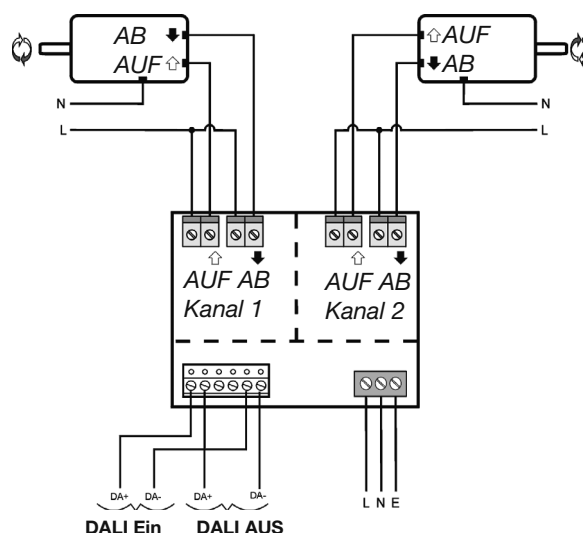 AB AUF
AUF AB
N N
L L
AUF AB AUF AB
Kanal 1 Kanal 2
DA+ DA- DA+ DA- L N E
DALI Ein DALI AUS